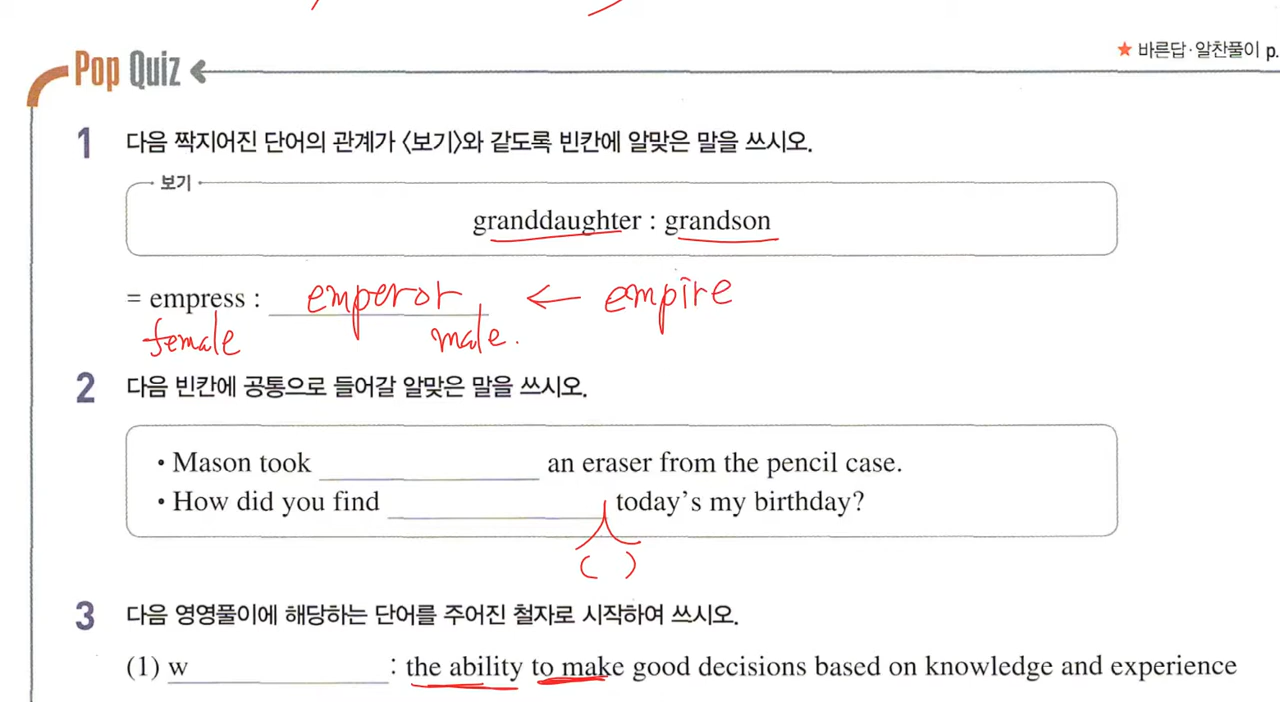 ★ 바른답·알찬풀이 p.
Pop Quiz
1 다음 짝지어진 단어의 관계가 〈보기〉와 같도록 빈칸에 알맞은 말을 쓰시오.
보기
granddaughter : grandson
= empress : emperor ← empire
female male.
2 다음 빈칸에 공통으로 들어갈 알맞은 말을 쓰시오.
• Mason took ____________ an eraser from the pencil case.
• How did you find ____________ today's my birthday?
( )
3 다음 영영풀이에 해당하는 단어를 주어진 철자로 시작하여 쓰시오.
(1) w____________ : the ability to make good decisions based on knowledge and experience